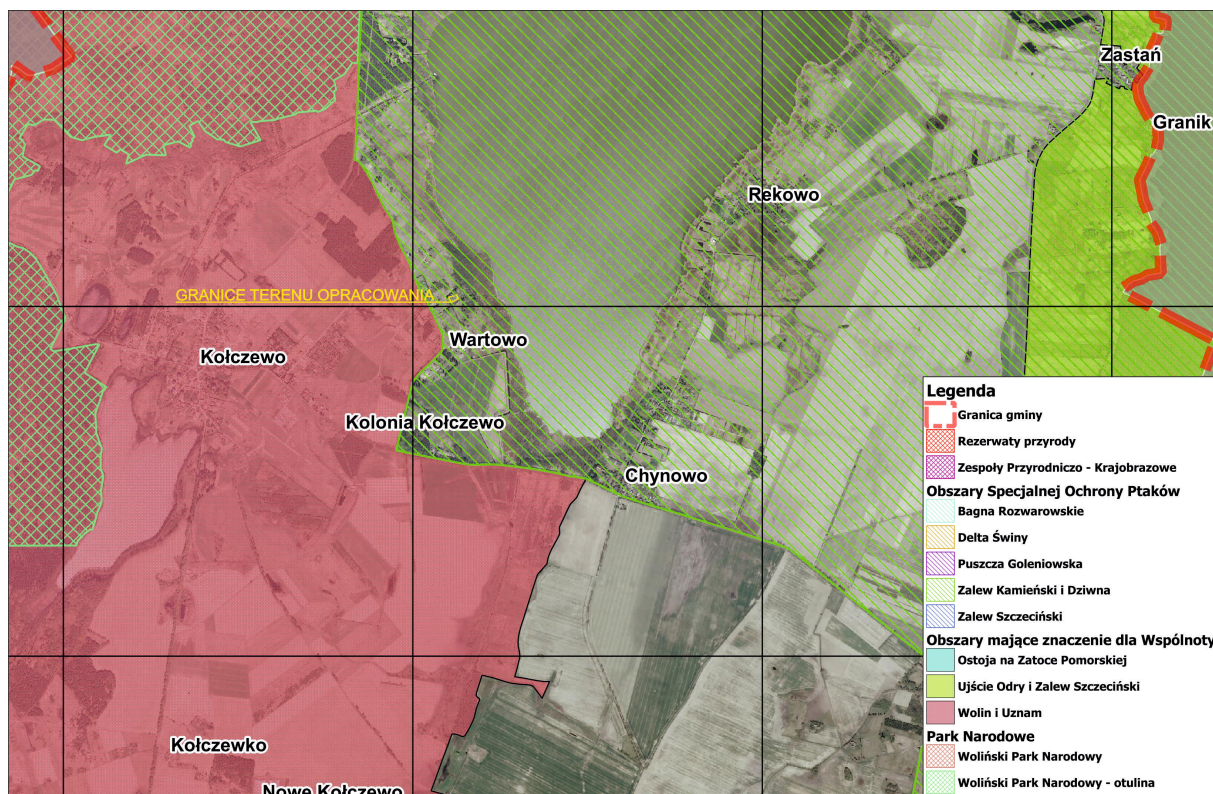 Zastań
Granik
Rekowo
GRANICE TERENU OPRACOWANIA
Wartowo
Kołczewo
Kolonia Kołczewo
Chynowo
Kołczewko
Nowe Kołczewo
Legenda
Granica gminy
Rezerwaty przyrody
Zespoły Przyrodniczo - Krajobrazowe
Obszary Specjalnej Ochrony Ptaków
Bagna Rozwarowskie
Delta Świny
Puszcza Goleniowska
Zalew Kamieński i Dziwna
Zalew Szczeciński
Obszary mające znaczenie dla Wspólnoty
Ostoja na Zatoce Pomorskiej
Ujście Odry i Zalew Szczeciński
Wolin i Uznam
Park Narodowe
Woliński Park Narodowy
Woliński Park Narodowy - otulina